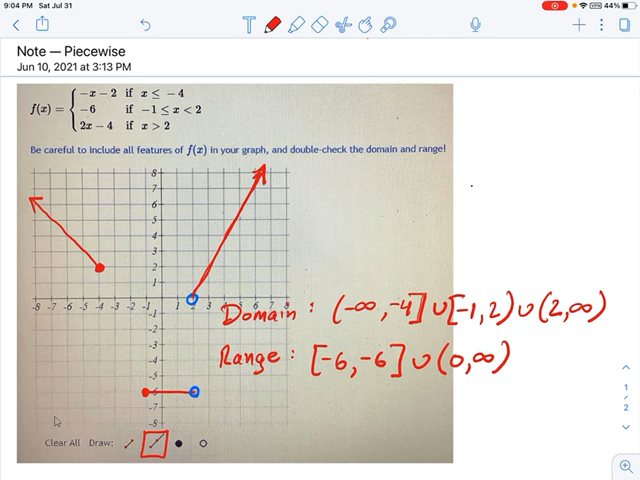 9:04 PM Sat Jul 31
VPN 44%
T
Note — Piecewise
Jun 10, 2021 at 3:13 PM
f(x) = { −x − 2 if x ≤ −4
−6 if −1 ≤ x < 2
2x − 4 if x > 2
Be careful to include all features of f(x) in your graph, and double-check the domain and range!
8
7
6
5
4
3
2
1
-8 -7 -6 -5 -4 -3 -2 -1 1 2 3 4 5 6 7 8
-1
-2
-3
-4
-5
-6
-7
-8
Domain : (-∞, -4] ∪ [-1, 2) ∪ (2, ∞)
Range : [-6, -6] ∪ (0, ∞)
Clear All Draw:
1
/
2